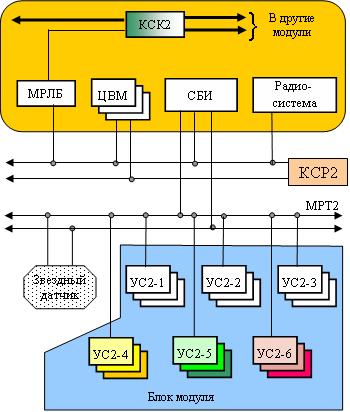 КСК2
В другие
модули
МРЛБ
ЦВМ
СБИ
Радио-
система
КСР2
МРТ2
Звездный
датчик
УС2-1
УС2-2
УС2-3
УС2-4
УС2-5
УС2-6
Блок модуля